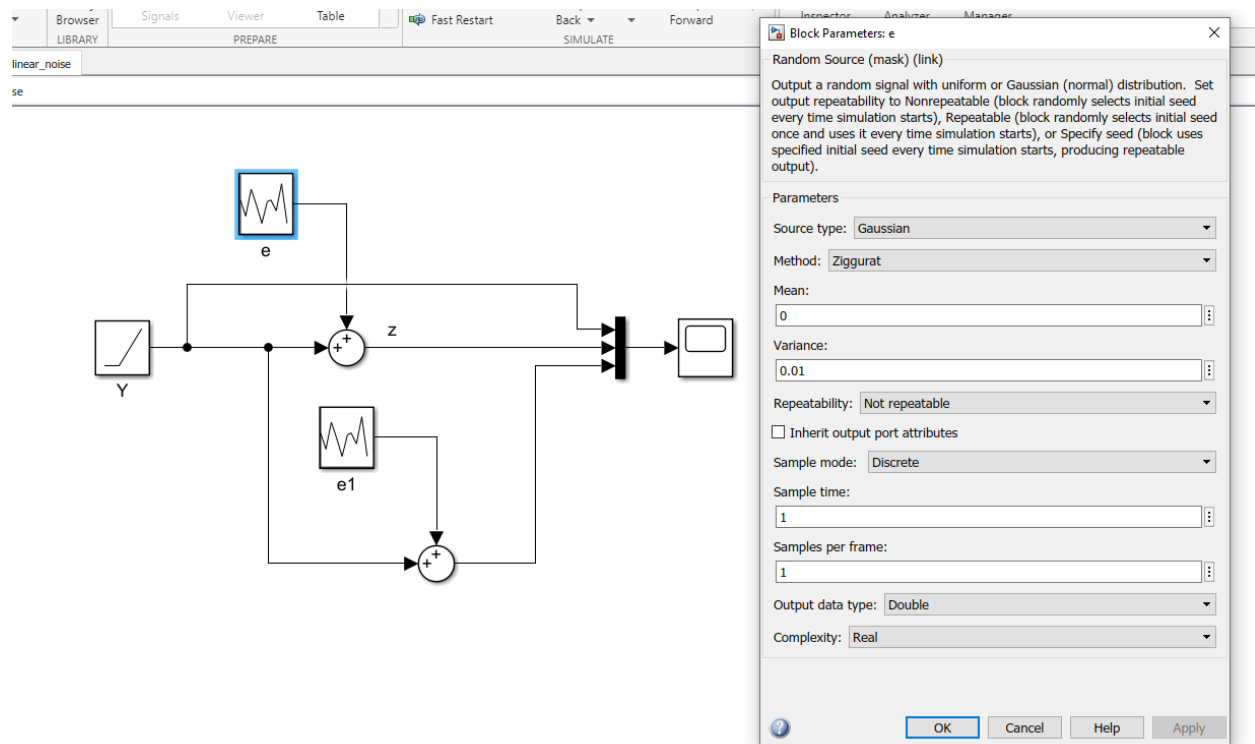 Browser
Signals
Viewer
Table
Fast Restart
Back
Forward
LIBRARY
PREPARE
SIMULATE
linear_noise
se
e
z
Y
e1
Inspector
Analyzer
Manager
Block Parameters: e
Random Source (mask) (link)
Output a random signal with uniform or Gaussian (normal) distribution. Set
output repeatability to Nonrepeatable (block randomly selects initial seed
every time simulation starts), Repeatable (block randomly selects initial seed
once and uses it every time simulation starts), or Specify seed (block uses
specified initial seed every time simulation starts, producing repeatable
output).
Parameters
Source type: Gaussian
Method: Ziggurat
Mean:
0
Variance:
0.01
Repeatability: Not repeatable
Inherit output port attributes
Sample mode: Discrete
Sample time:
1
Samples per frame:
1
Output data type: Double
Complexity: Real
OK
Cancel
Help
Apply